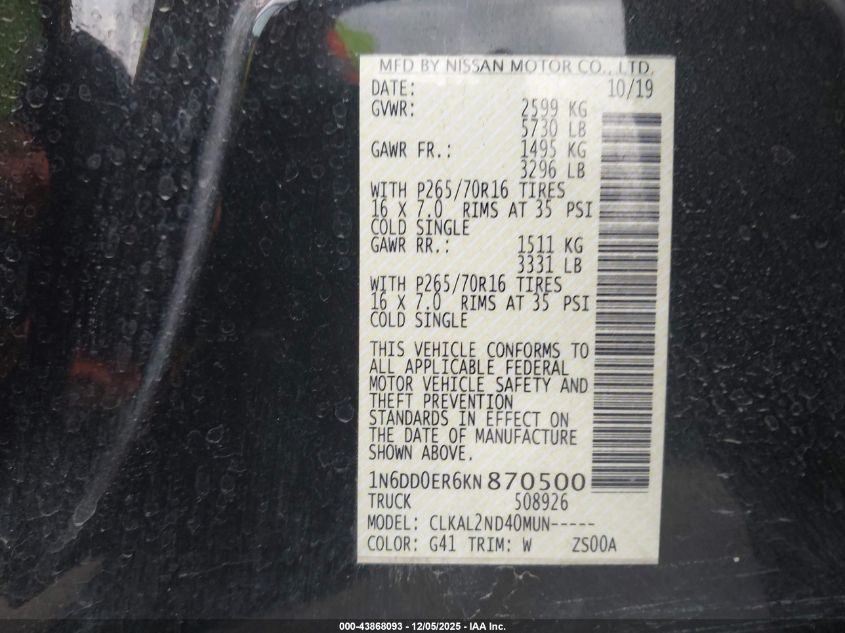 MFD BY NISSAN MOTOR CO., LTD.
DATE: 10/19
GVWR: 2599 KG
5730 LB
GAWR FR.: 1495 KG
3296 LB
WITH P265/70R16 TIRES
16 X 7.0 RIMS AT 35 PSI
COLD SINGLE
GAWR RR.: 1511 KG
3331 LB
WITH P265/70R16 TIRES
16 X 7.0 RIMS AT 35 PSI
COLD SINGLE
THIS VEHICLE CONFORMS TO
ALL APPLICABLE FEDERAL
MOTOR VEHICLE SAFETY AND
THEFT PREVENTION
STANDARDS IN EFFECT ON
THE DATE OF MANUFACTURE
SHOWN ABOVE.
1N6DD0ER6KN870500
TRUCK 508926
MODEL: CLKAL2ND40MUN-----
COLOR: G41 TRIM: W ZS00A
000-43868093 - 12/05/2025 - IAA Inc.